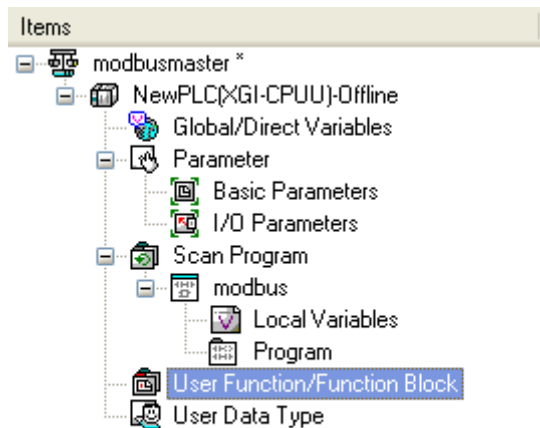 Items
modbusmaster *
NewPLC(XGI-CPUU)-Offline
Global/Direct Variables
Parameter
Basic Parameters
I/O Parameters
Scan Program
modbus
Local Variables
Program
User Function/Function Block
User Data Type